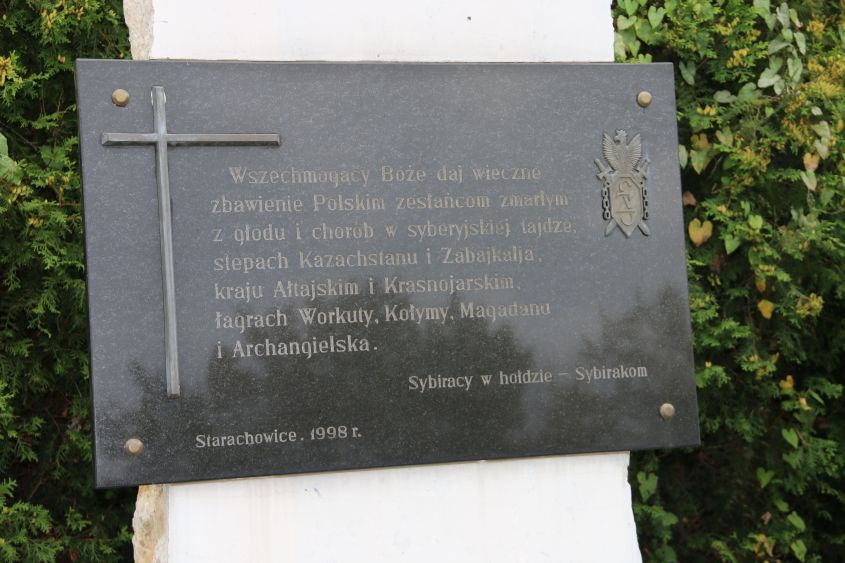 Wszechmogący Boże daj wieczne
zbawienie Polskim zesłańcom zmarłym
z głodu i chorób w syberyjskiej tajdze,
stepach Kazachstanu i Zabajkalja,
kraju Ałtajskim i Krasnojarskim,
łagrach Workuty, Kołymy, Magadanu
i Archangielska.
Sybiracy w hołdzie – Sybirakom
Starachowice. 1998 r.